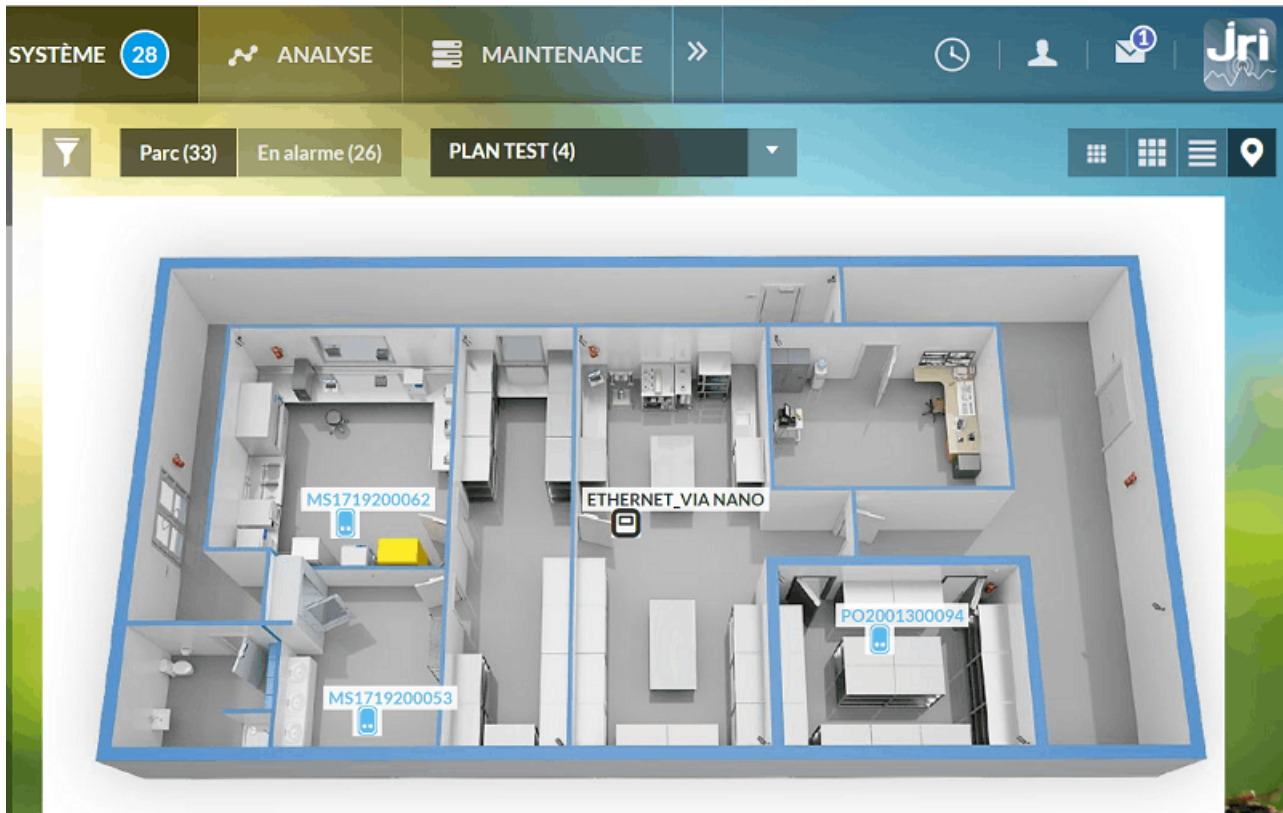 SYSTÈME 28 ANALYSE MAINTENANCE » 1 Jri
Parc (33) En alarme (26) PLAN TEST (4)
MS1719200062 ETHERNET_VIA NANO
PO2001300094
MS1719200053